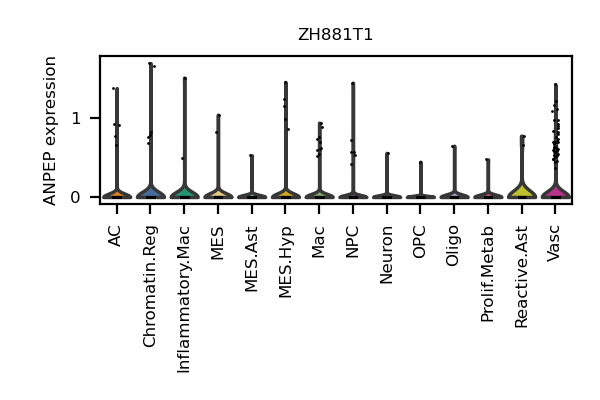 ZH881T1
ANPEP expression
1
0
AC
Chromatin.Reg
Inflammatory.Mac
MES
MES.Ast
MES.Hyp
Mac
NPC
Neuron
OPC
Oligo
Prolif.Metab
Reactive.Ast
Vasc